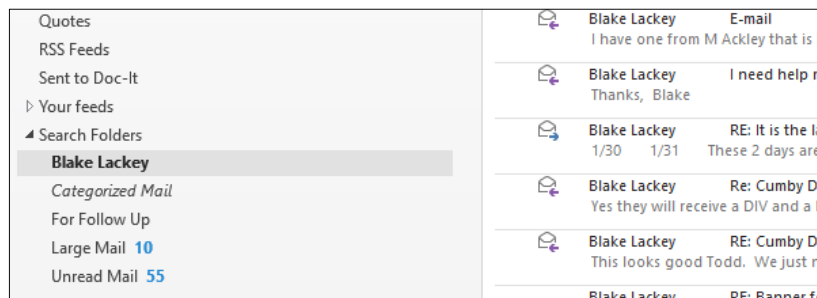 Quotes
RSS Feeds
Sent to Doc-It
Your feeds
Search Folders
Blake Lackey
Categorized Mail
For Follow Up
Large Mail 10
Unread Mail 55
Blake Lackey E-mail
I have one from M Ackley that is
Blake Lackey I need help
Thanks, Blake
Blake Lackey RE: It is the
1/30 1/31 These 2 days are
Blake Lackey Re: Cumby D
Yes they will receive a DIV and a
Blake Lackey RE: Cumby D
This looks good Todd. We just
Blake Lackey RE: Banner